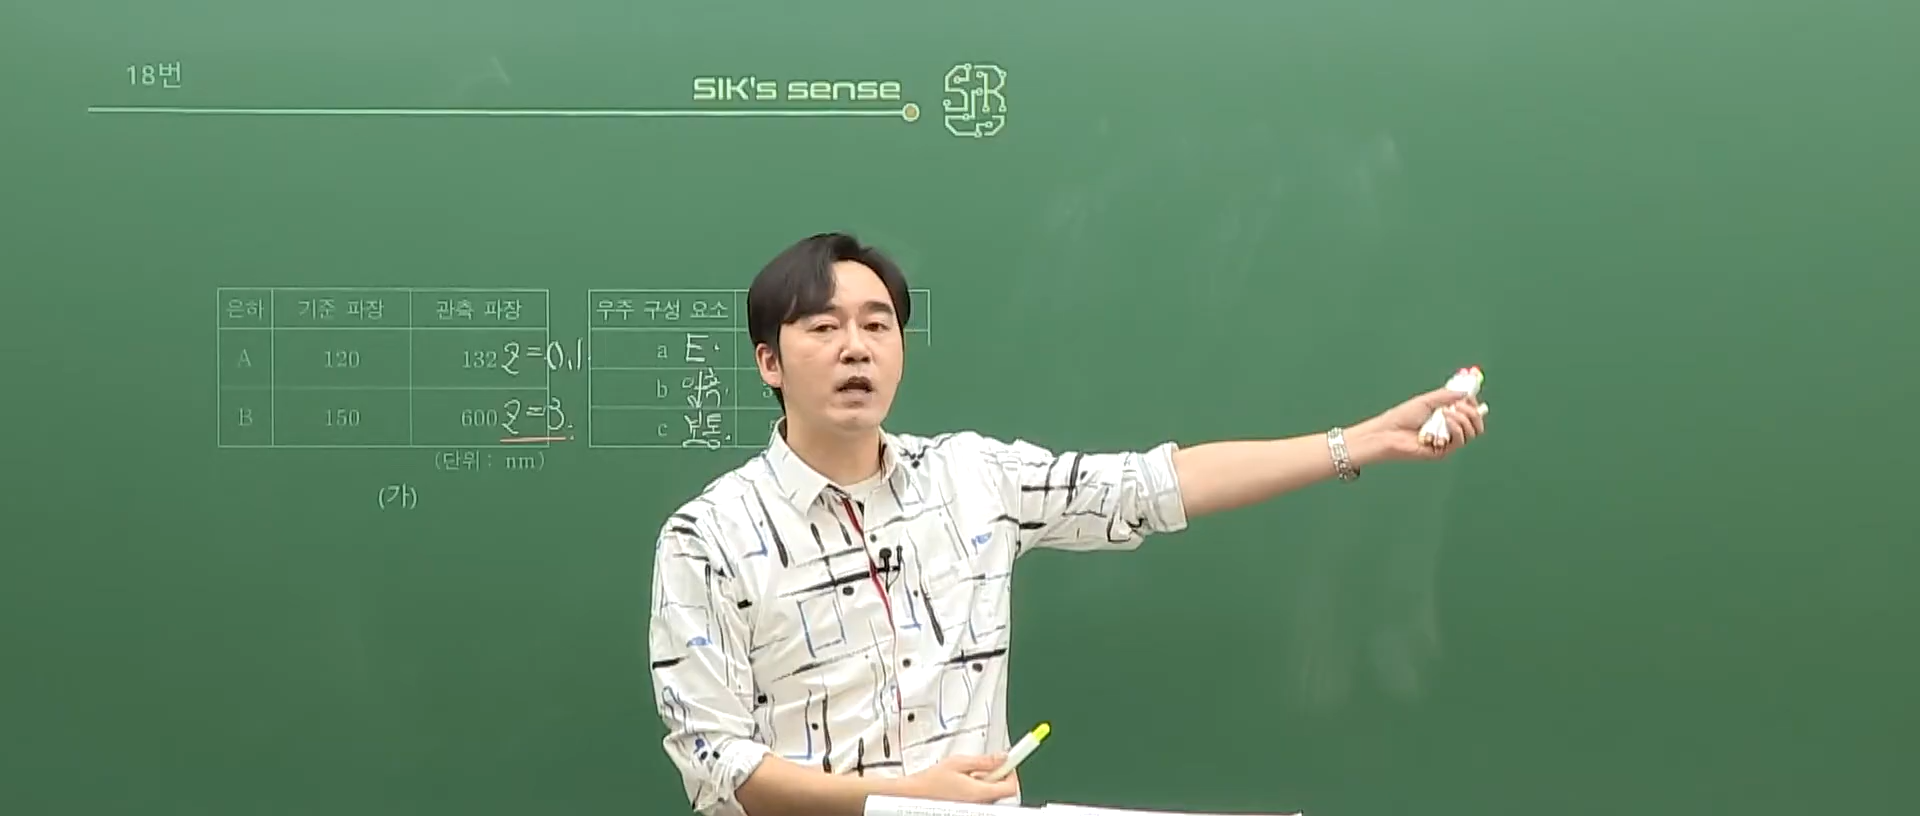 18번
SIK's sense
SIK
은하 기준 파장 관측 파장
A 120 132 z=0.1
B 150 600 z=3.
(단위 : nm)
(가)
우주 구성 요소
a E.
b 암흑
c 보통.